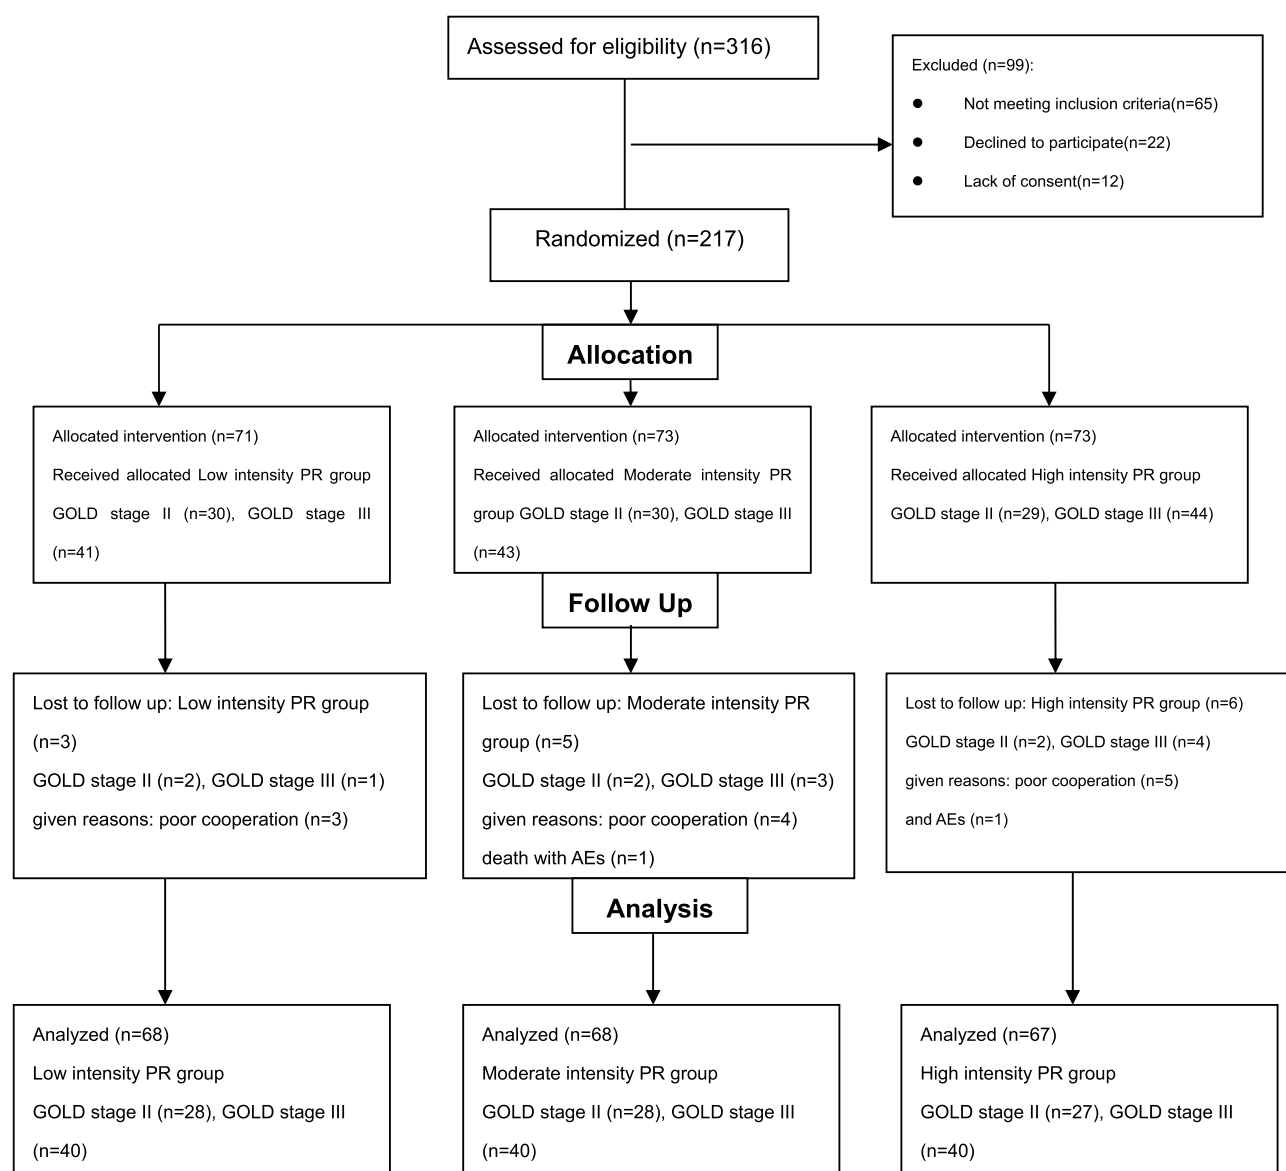 Assessed for eligibility (n=316)
Excluded (n=99):
● Not meeting inclusion criteria(n=65)
● Declined to participate(n=22)
● Lack of consent(n=12)
Randomized (n=217)
Allocation
Allocated intervention (n=71)
Received allocated Low intensity PR group
GOLD stage II (n=30), GOLD stage III
(n=41)
Allocated intervention (n=73)
Received allocated Moderate intensity PR
group GOLD stage II (n=30), GOLD stage III
(n=43)
Allocated intervention (n=73)
Received allocated High intensity PR group
GOLD stage II (n=29), GOLD stage III (n=44)
Follow Up
Lost to follow up: Low intensity PR group
(n=3)
GOLD stage II (n=2), GOLD stage III (n=1)
given reasons: poor cooperation (n=3)
Lost to follow up: Moderate intensity PR
group (n=5)
GOLD stage II (n=2), GOLD stage III (n=3)
given reasons: poor cooperation (n=4)
death with AEs (n=1)
Lost to follow up: High intensity PR group (n=6)
GOLD stage II (n=2), GOLD stage III (n=4)
given reasons: poor cooperation (n=5)
and AEs (n=1)
Analysis
Analyzed (n=68)
Low intensity PR group
GOLD stage II (n=28), GOLD stage III
(n=40)
Analyzed (n=68)
Moderate intensity PR group
GOLD stage II (n=28), GOLD stage III
(n=40)
Analyzed (n=67)
High intensity PR group
GOLD stage II (n=27), GOLD stage III
(n=40)